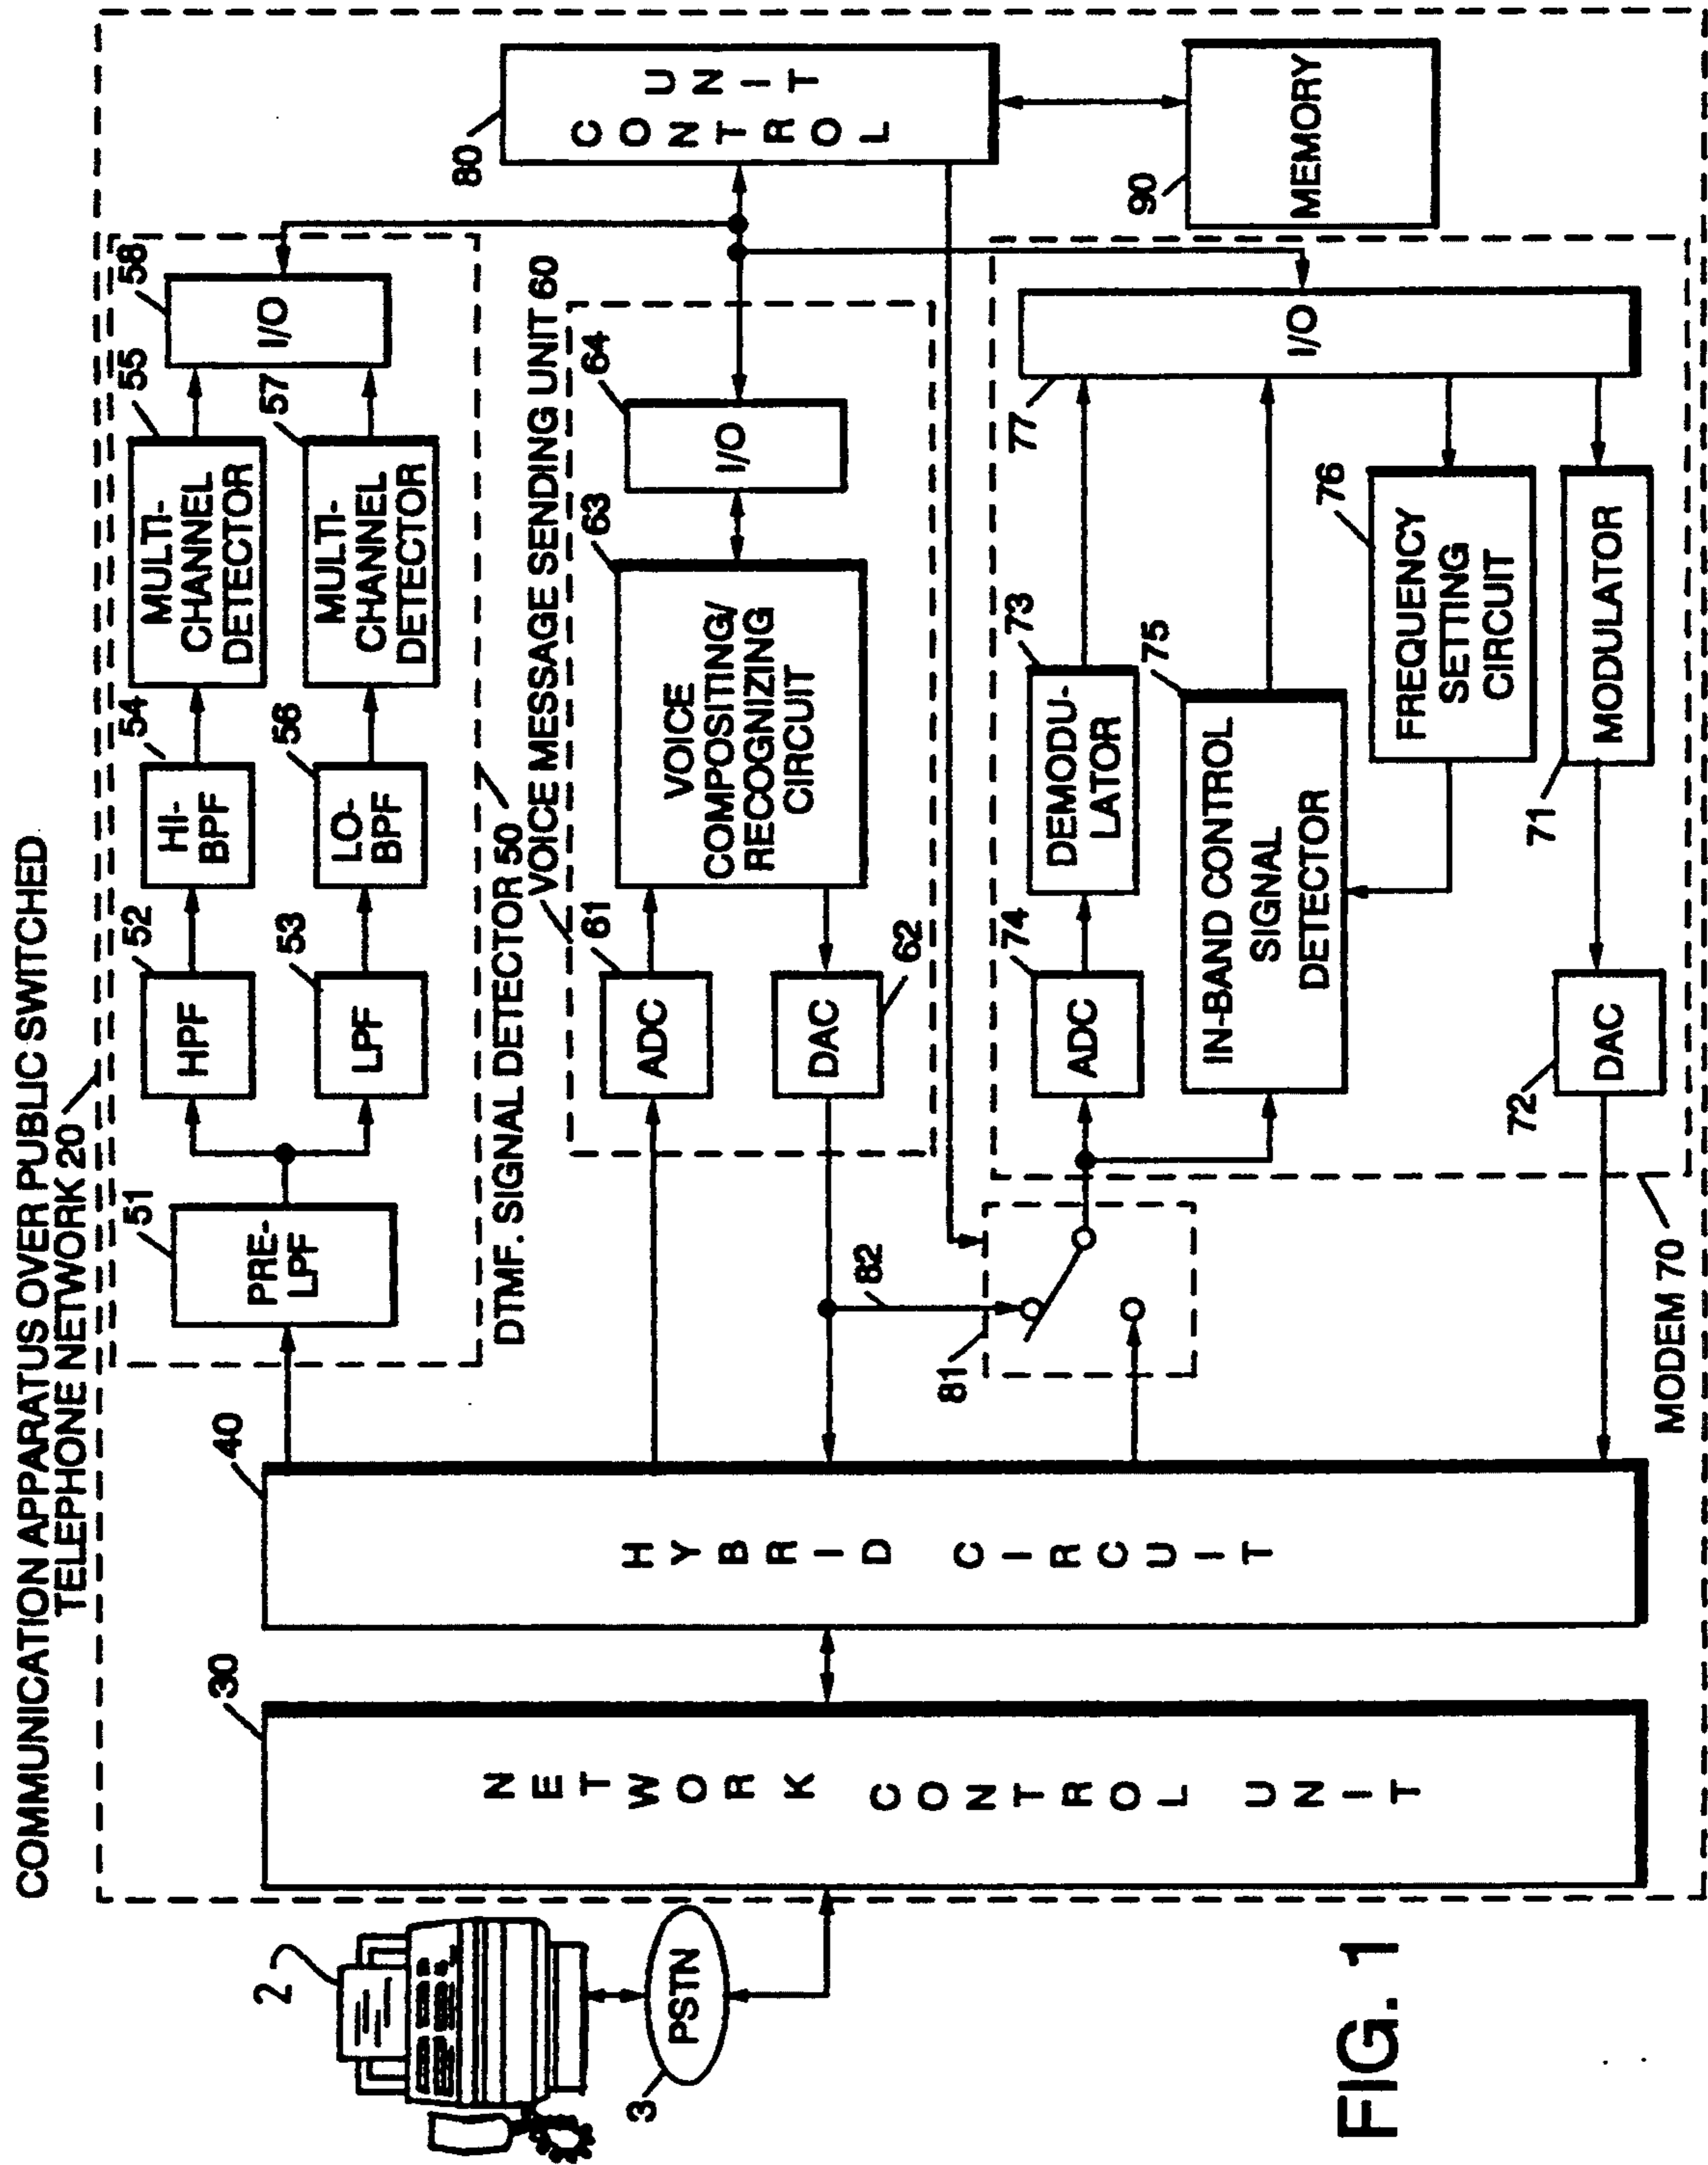 COMMUNICATION APPARATUS OVER PUBLIC SWITCHED
TELEPHONE NETWORK 20
2
3
PSTN
30
NETWORK CONTROL UNIT
40
HYBRID CIRCUIT
51
PRE-
LPF
52
HPF
53
LPF
54
HI-
BPF
56
LO-
BPF
55
MULTI-
CHANNEL
DETECTOR
57
MULTI-
CHANNEL
DETECTOR
58
I/O
DTMF. SIGNAL DETECTOR 50
VOICE MESSAGE SENDING UNIT 60
61
ADC
DAC
62
63
VOICE
COMPOSITING/
RECOGNIZING
CIRCUIT
64
I/O
80
CONTROL
UNIT
90
MEMORY
81
82
74
ADC
73
DEMODU-
LATOR
75
IN-BAND CONTROL
SIGNAL
DETECTOR
76
FREQUENCY
SETTING
CIRCUIT
77
I/O
71
MODULATOR
72
DAC
MODEM 70
FIG. 1